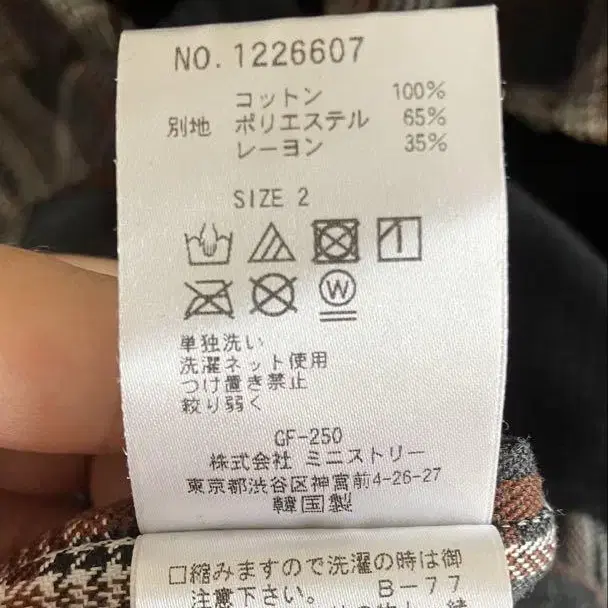 NO. 1226607
コットン 100%
別地 ポリエステル 65%
レーヨン 35%
SIZE 2
W
単独洗い
洗濯ネット使用
つけ置き禁止
絞り弱く
GF-250
株式会社 ミニストリー
東京都渋谷区神宮前4-26-27
韓国製
□縮みますので洗濯の時は御
注意下さい。 B-77